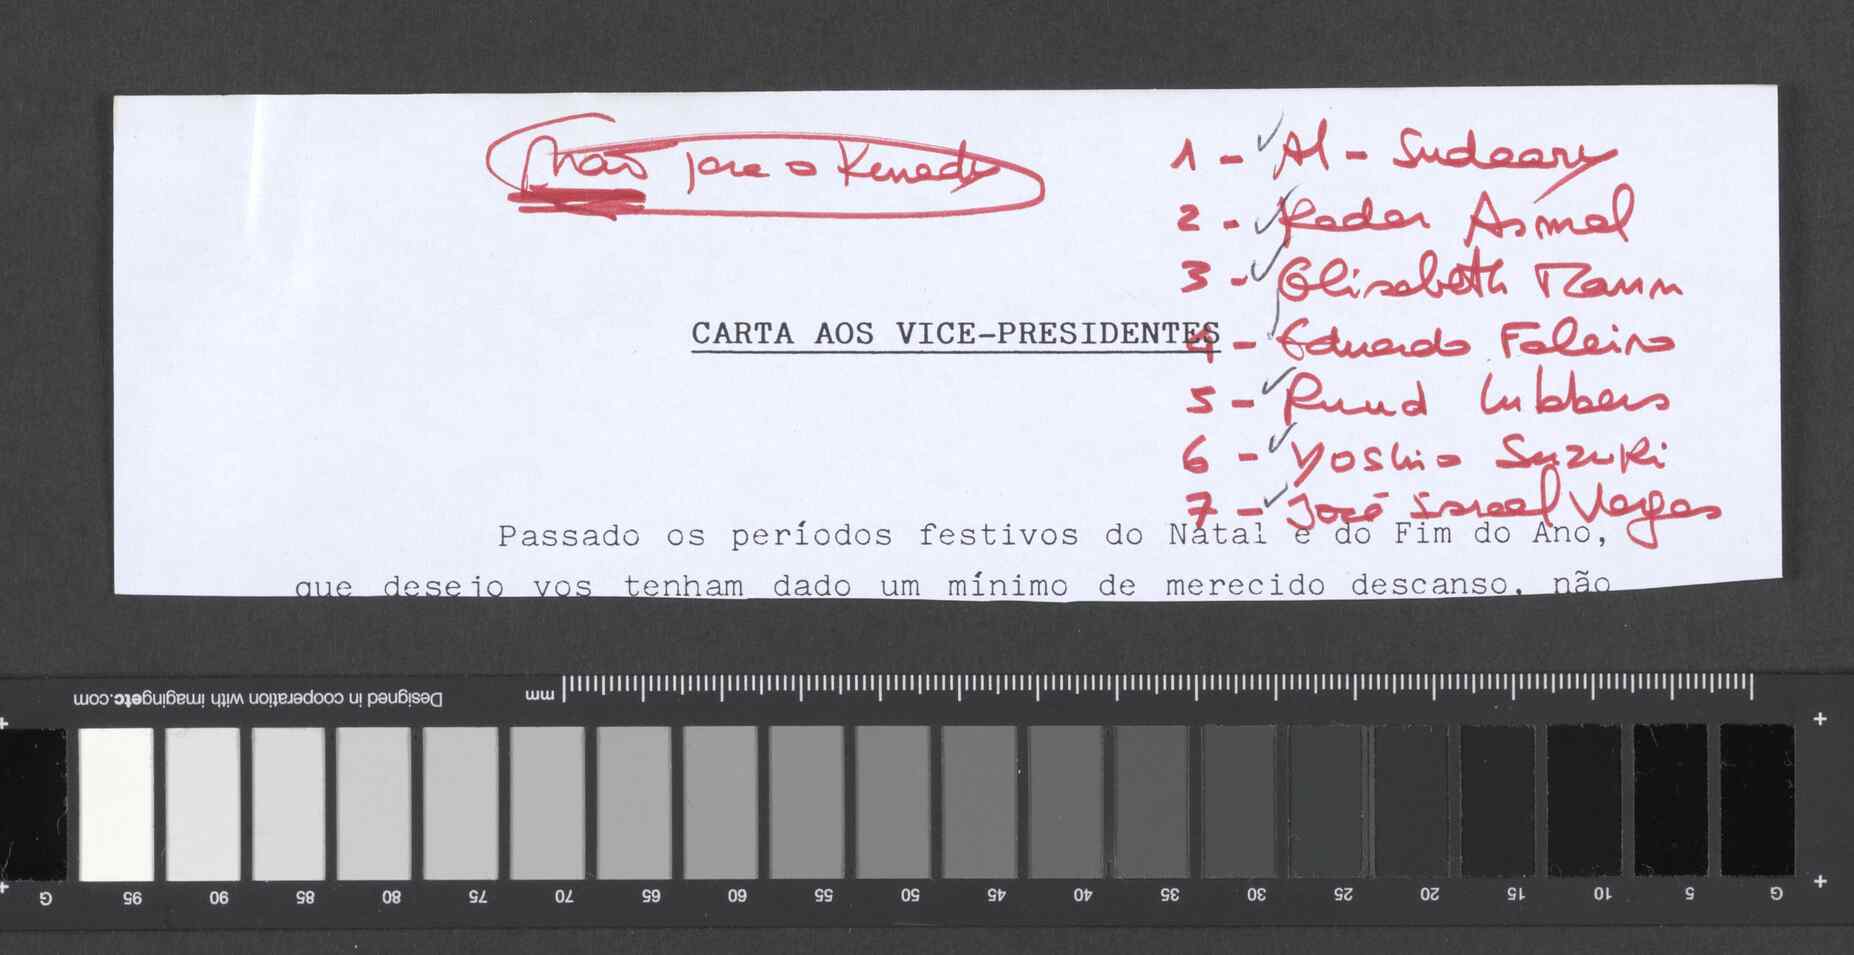 não para o Kenedy
1 - Al - Sudeary
2 - Kader Asmal
3 - Elisabeth Mann
CARTA AOS VICE-PRESIDENTES
4 - Eduardo Faleiro
5 - Ruud Lubbers
6 - Yoshio Suzuki
7 - José Israel Vargas
Passado os períodos festivos do Natal e do Fim do Ano,
que desejo vos tenham dado um mínimo de merecido descanso, não
Designed in cooperation with imagingetc.com
mm
G 95 90 85 80 75 70 65 60 55 50 45 40 35 30 25 20 15 10 5 G